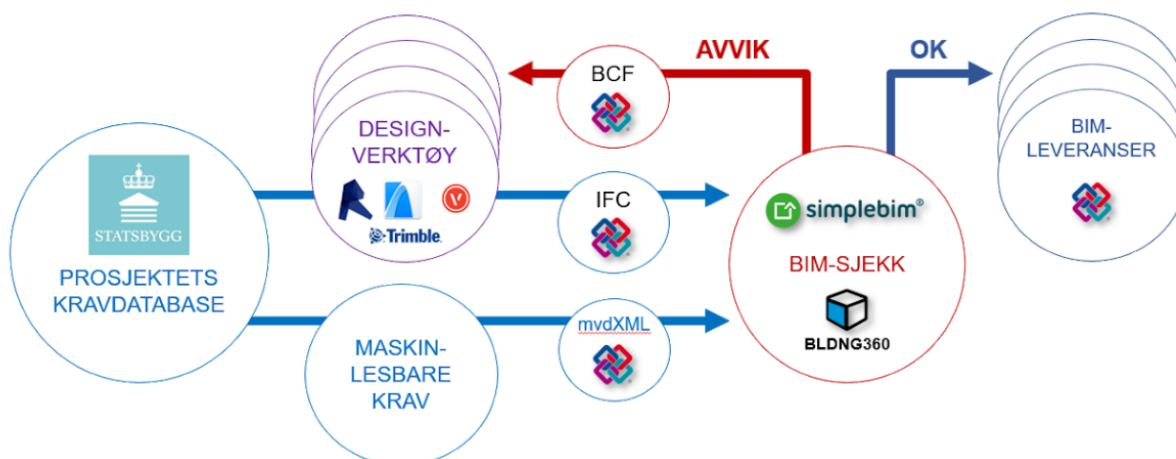 STATSBYGG
PROSJEKTETS
KRAVDATABASE
DESIGN-
VERKTØY
Trimble
MASKIN-
LESBARE
KRAV
BCF
IFC
mvdXML
AVVIK
OK
simplebim®
BIM-SJEKK
BLDNG360
BIM-
LEVERANSER